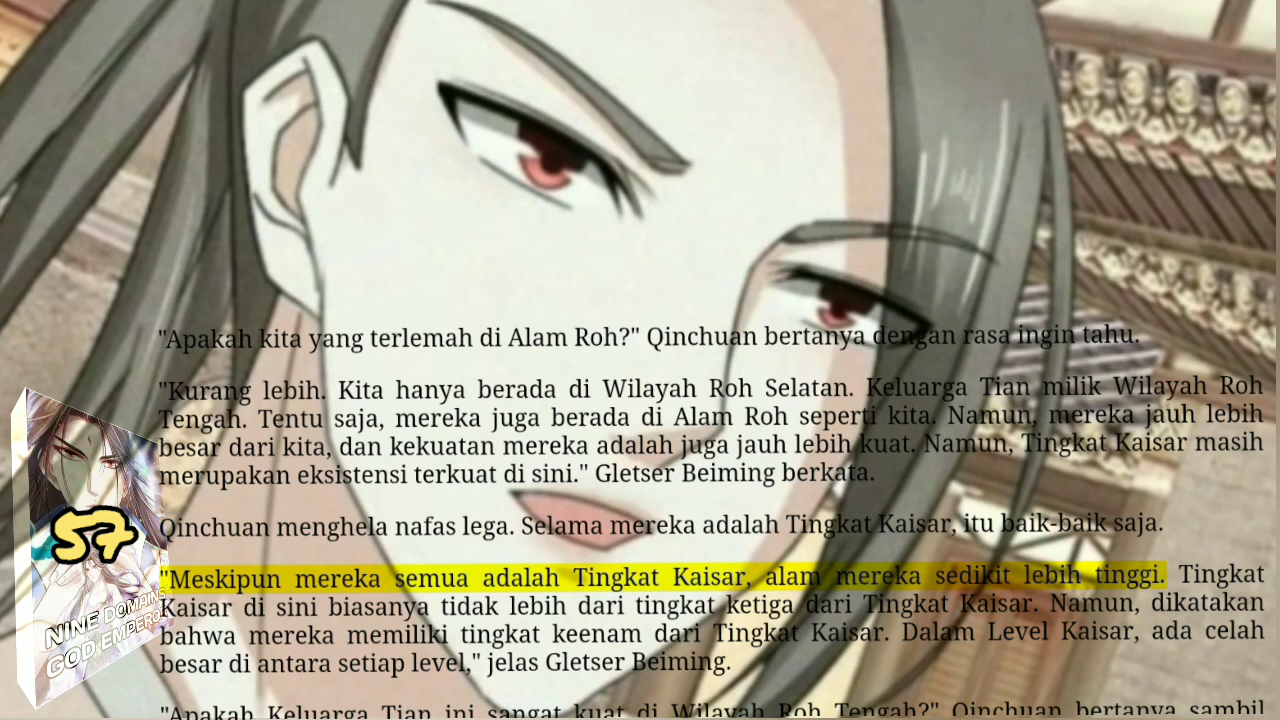 "Apakah kita yang terlemah di Alam Roh?" Qinchuan bertanya dengan rasa ingin tahu.
"Kurang lebih. Kita hanya berada di Wilayah Roh Selatan. Keluarga Tian milik Wilayah Roh
Tengah. Tentu saja, mereka juga berada di Alam Roh seperti kita. Namun, mereka jauh lebih
besar dari kita, dan kekuatan mereka adalah juga jauh lebih kuat. Namun, Tingkat Kaisar masih
merupakan eksistensi terkuat di sini." Gletser Beiming berkata.
Qinchuan menghela nafas lega. Selama mereka adalah Tingkat Kaisar, itu baik-baik saja.
"Meskipun mereka semua adalah Tingkat Kaisar, alam mereka sedikit lebih tinggi. Tingkat
Kaisar di sini biasanya tidak lebih dari tingkat ketiga dari Tingkat Kaisar. Namun, dikatakan
bahwa mereka memiliki tingkat keenam dari Tingkat Kaisar. Dalam Level Kaisar, ada celah
besar di antara setiap level," jelas Gletser Beiming.
"Apakah Keluarga Tian ini sangat kuat di Wilayah Roh Tengah?" Qinchuan bertanya sambil
57
NINE DOMAINS
GOD EMPEROR